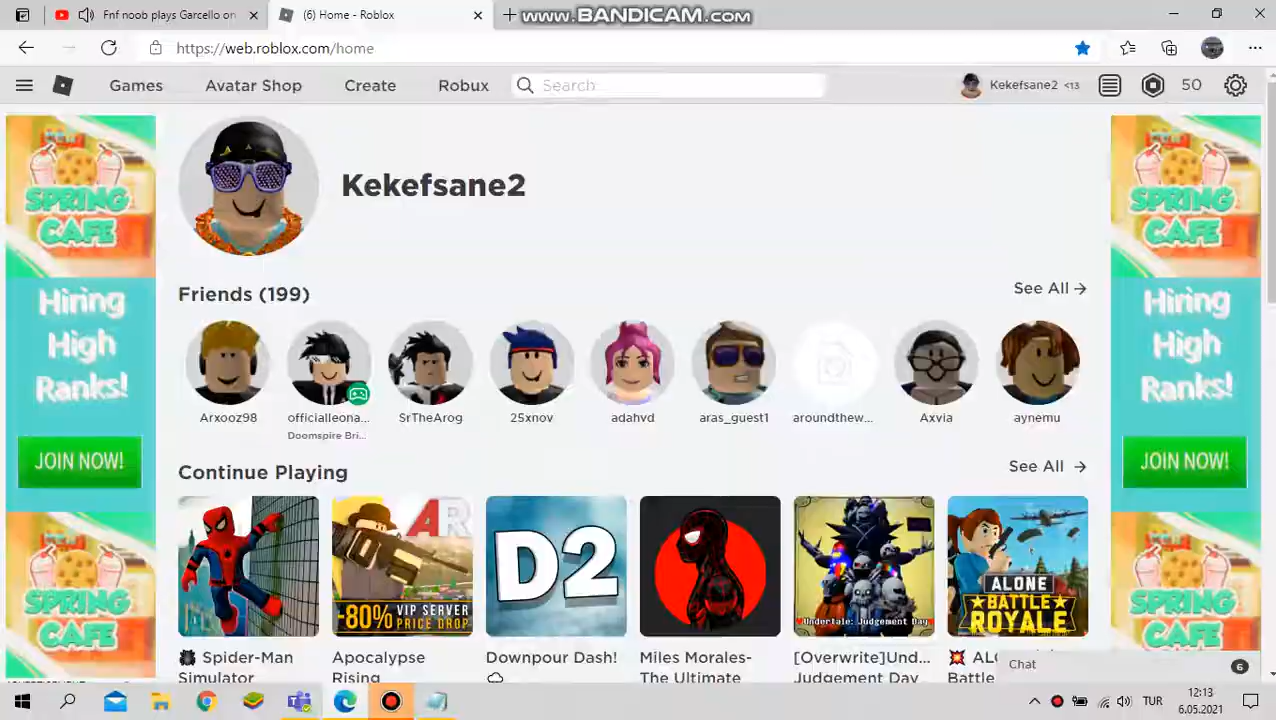 Fnf noob plays Garcello on
(6) Home - Roblox
www.BANDICAM.com
https://web.roblox.com/home
Games
Avatar Shop
Create
Robux
Search...
Kekefsane2 <13
50
SPRING CAFE
Hiring
High
Ranks!
JOIN NOW!
SPRING CAFE
Kekefsane2
Friends (199)
See All →
Arxooz98
officialleona...
Doomspire Bri...
SrTheArog
25xnov
adahvd
aras_guest1
aroundthew...
Axvia
aynemu
Continue Playing
See All →
AR
-80% VIP SERVER
PRICE DROP
D2
Undertale: Judgement Day
ALONE
BATTLE
ROYALE
Spider-Man
Simulator
Apocalypse
Rising
Downpour Dash!
Miles Morales-
The Ultimate
[Overwrite]Und...
Judgement Day
Battle
SPRING CAFE
Hiring
High
Ranks!
JOIN NOW!
SPRING
Chat
6
TUR
12:13
6.05.2021